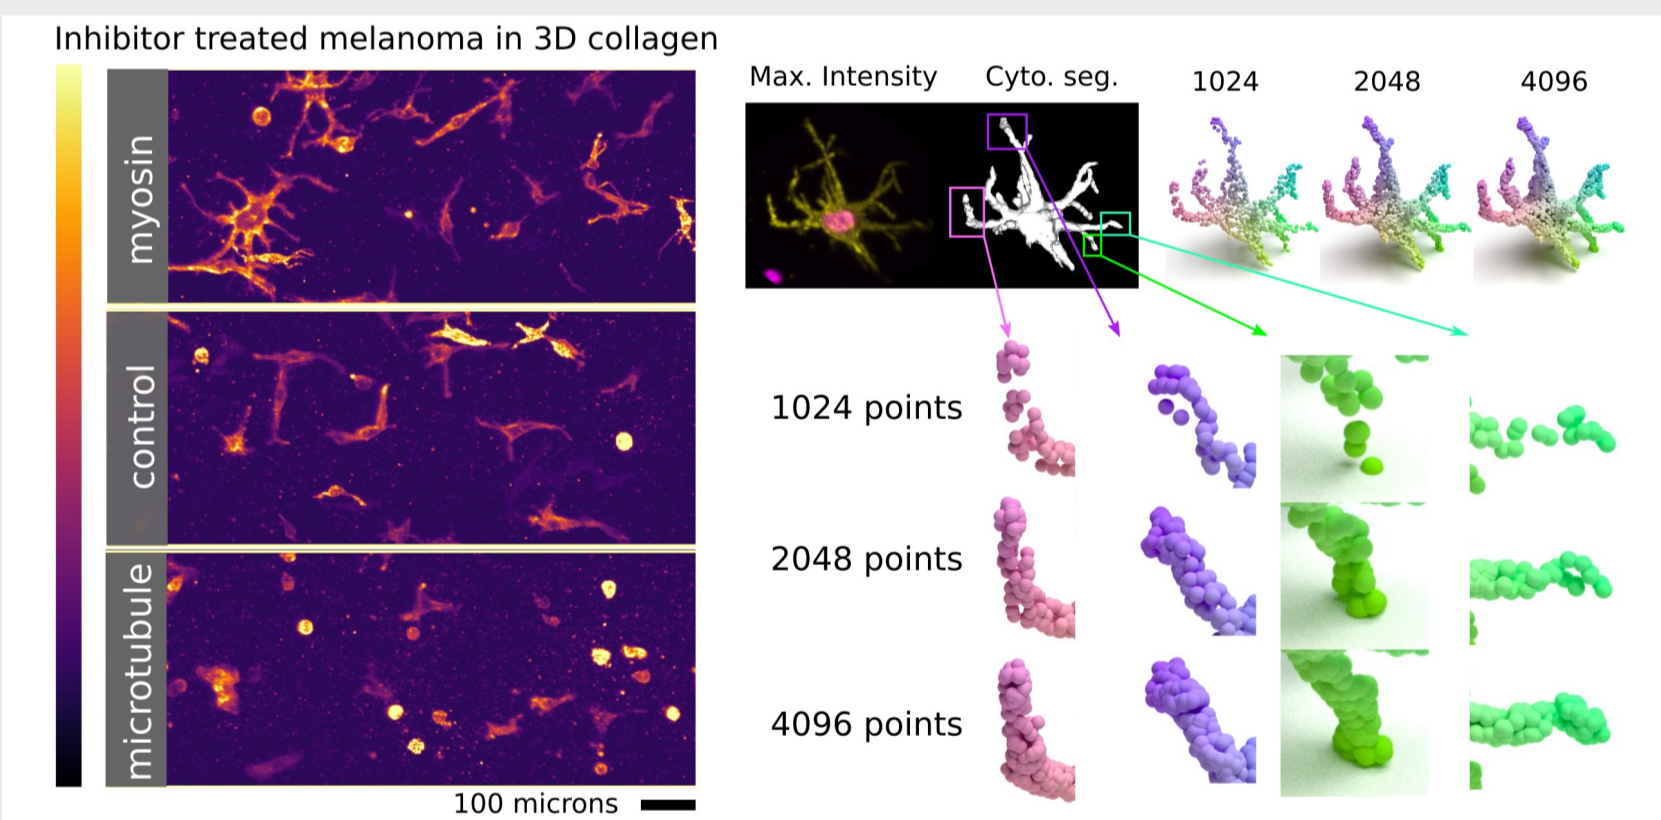 Inhibitor treated melanoma in 3D collagen
myosin
control
microtubule
100 microns
Max. Intensity
Cyto. seg.
1024
2048
4096
1024 points
2048 points
4096 points